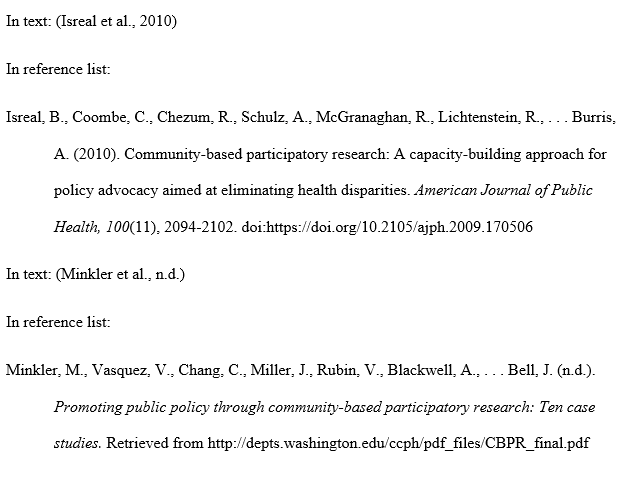 In text: (Isreal et al., 2010)
In reference list:
Isreal, B., Coombe, C., Chezum, R., Schulz, A., McGranaghan, R., Lichtenstein, R., . . . Burris,
A. (2010). Community-based participatory research: A capacity-building approach for
policy advocacy aimed at eliminating health disparities. American Journal of Public
Health, 100(11), 2094-2102. doi:https://doi.org/10.2105/ajph.2009.170506
In text: (Minkler et al., n.d.)
In reference list:
Minkler, M., Vasquez, V., Chang, C., Miller, J., Rubin, V., Blackwell, A., . . . Bell, J. (n.d.).
Promoting public policy through community-based participatory research: Ten case
studies. Retrieved from http://depts.washington.edu/ccph/pdf_files/CBPR_final.pdf